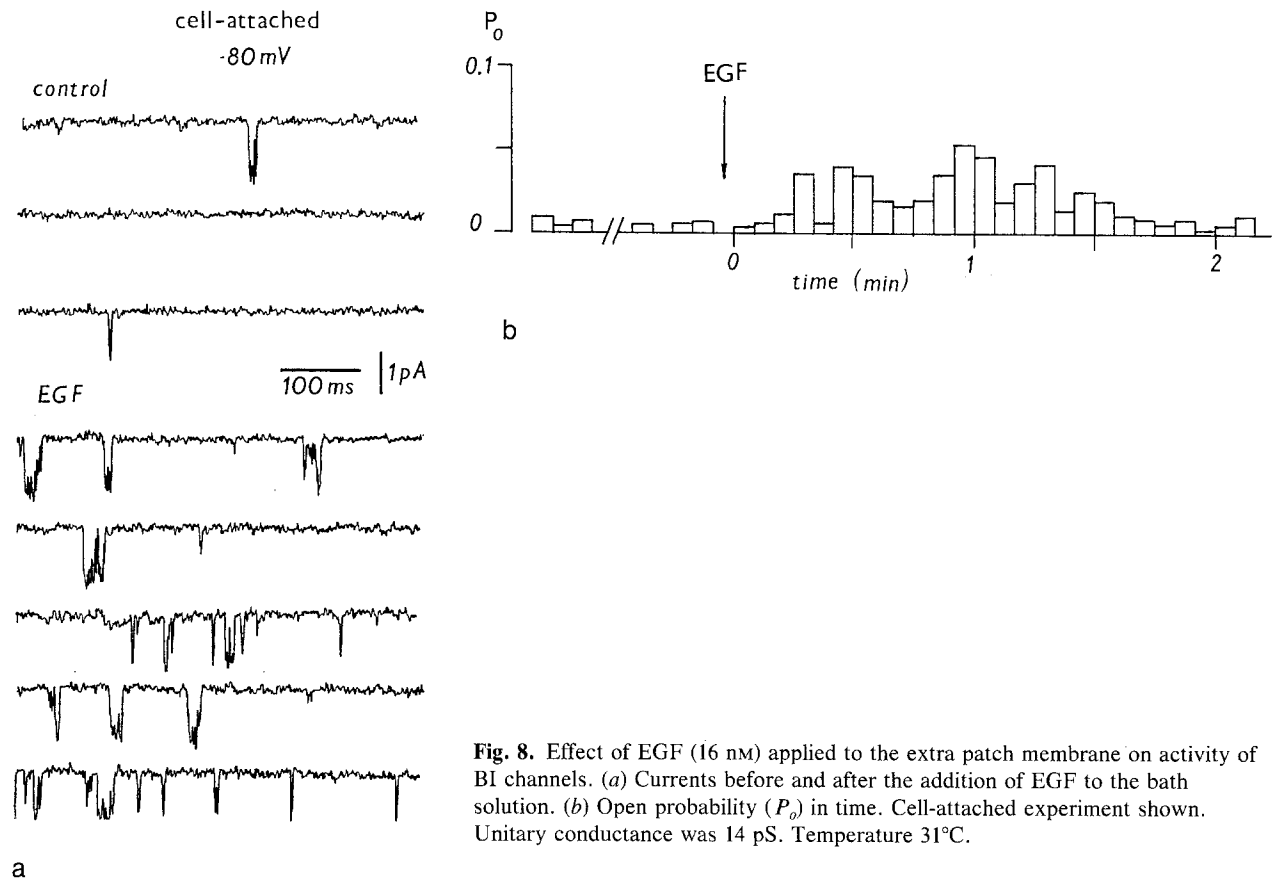 cell-attached
-80 mV
control
100 ms
1 pA
EGF
a
Po
0.1
EGF
0
0
1
2
time (min)
b
Fig. 8. Effect of EGF (16 nM) applied to the extra patch membrane on activity of
BI channels. (a) Currents before and after the addition of EGF to the bath
solution. (b) Open probability (Po) in time. Cell-attached experiment shown.
Unitary conductance was 14 pS. Temperature 31°C.